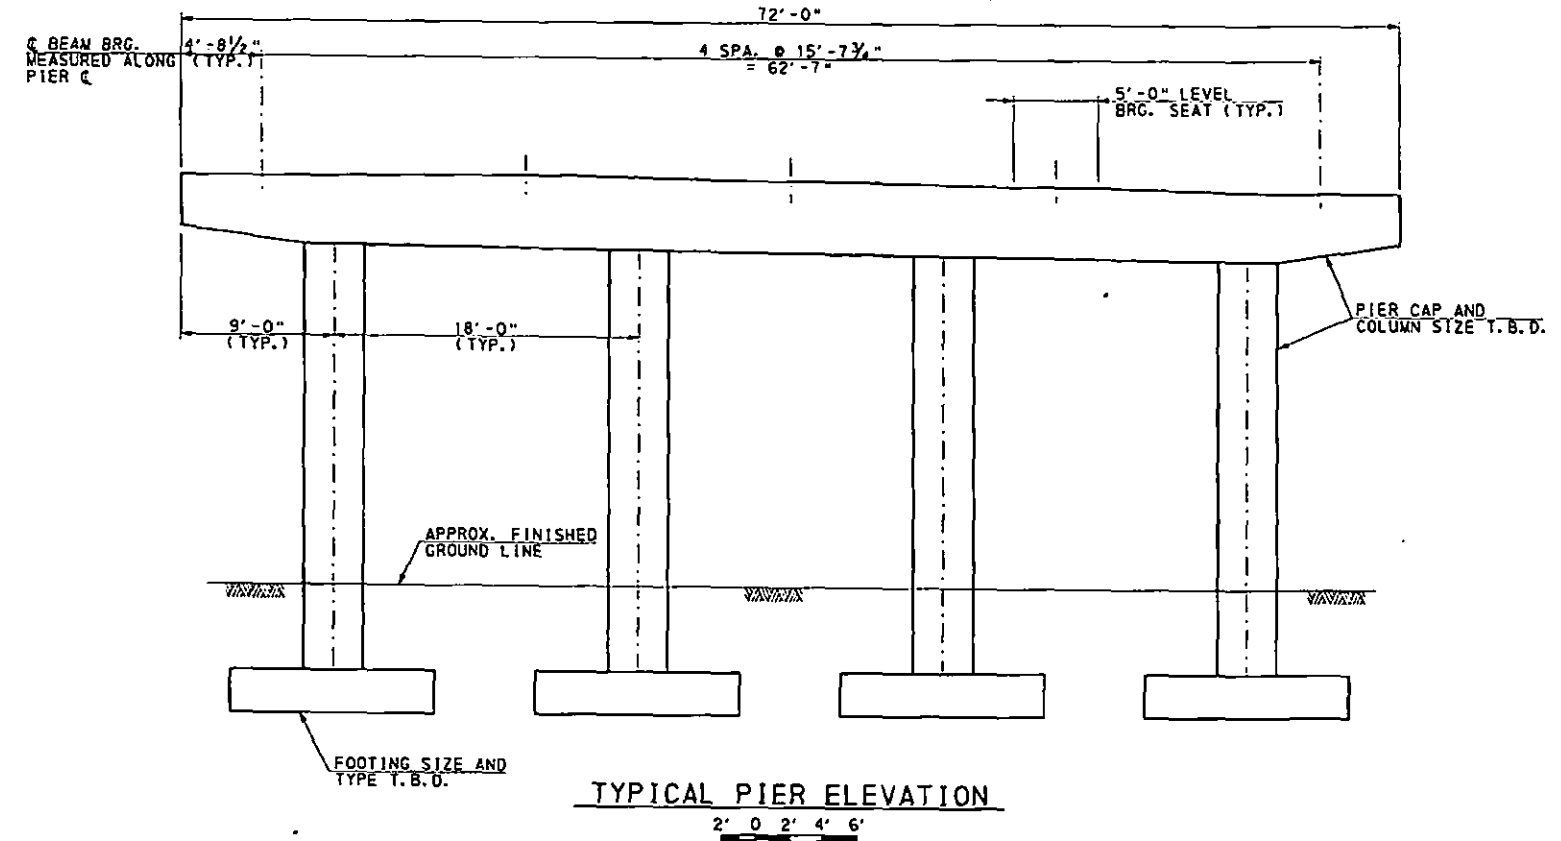 72'-0"
℄ BEAM BRG.
MEASURED ALONG
PIER ℄
4'-8½"
(TYP.)
4 SPA. @ 15'-7¾"
= 62'-7"
5'-0" LEVEL
BRG. SEAT (TYP.)
9'-0"
(TYP.)
18'-0"
(TYP.)
PIER CAP AND
COLUMN SIZE T.B.D.
APPROX. FINISHED
GROUND LINE
FOOTING SIZE AND
TYPE T.B.D.
TYPICAL PIER ELEVATION
2' 0 2' 4' 6'